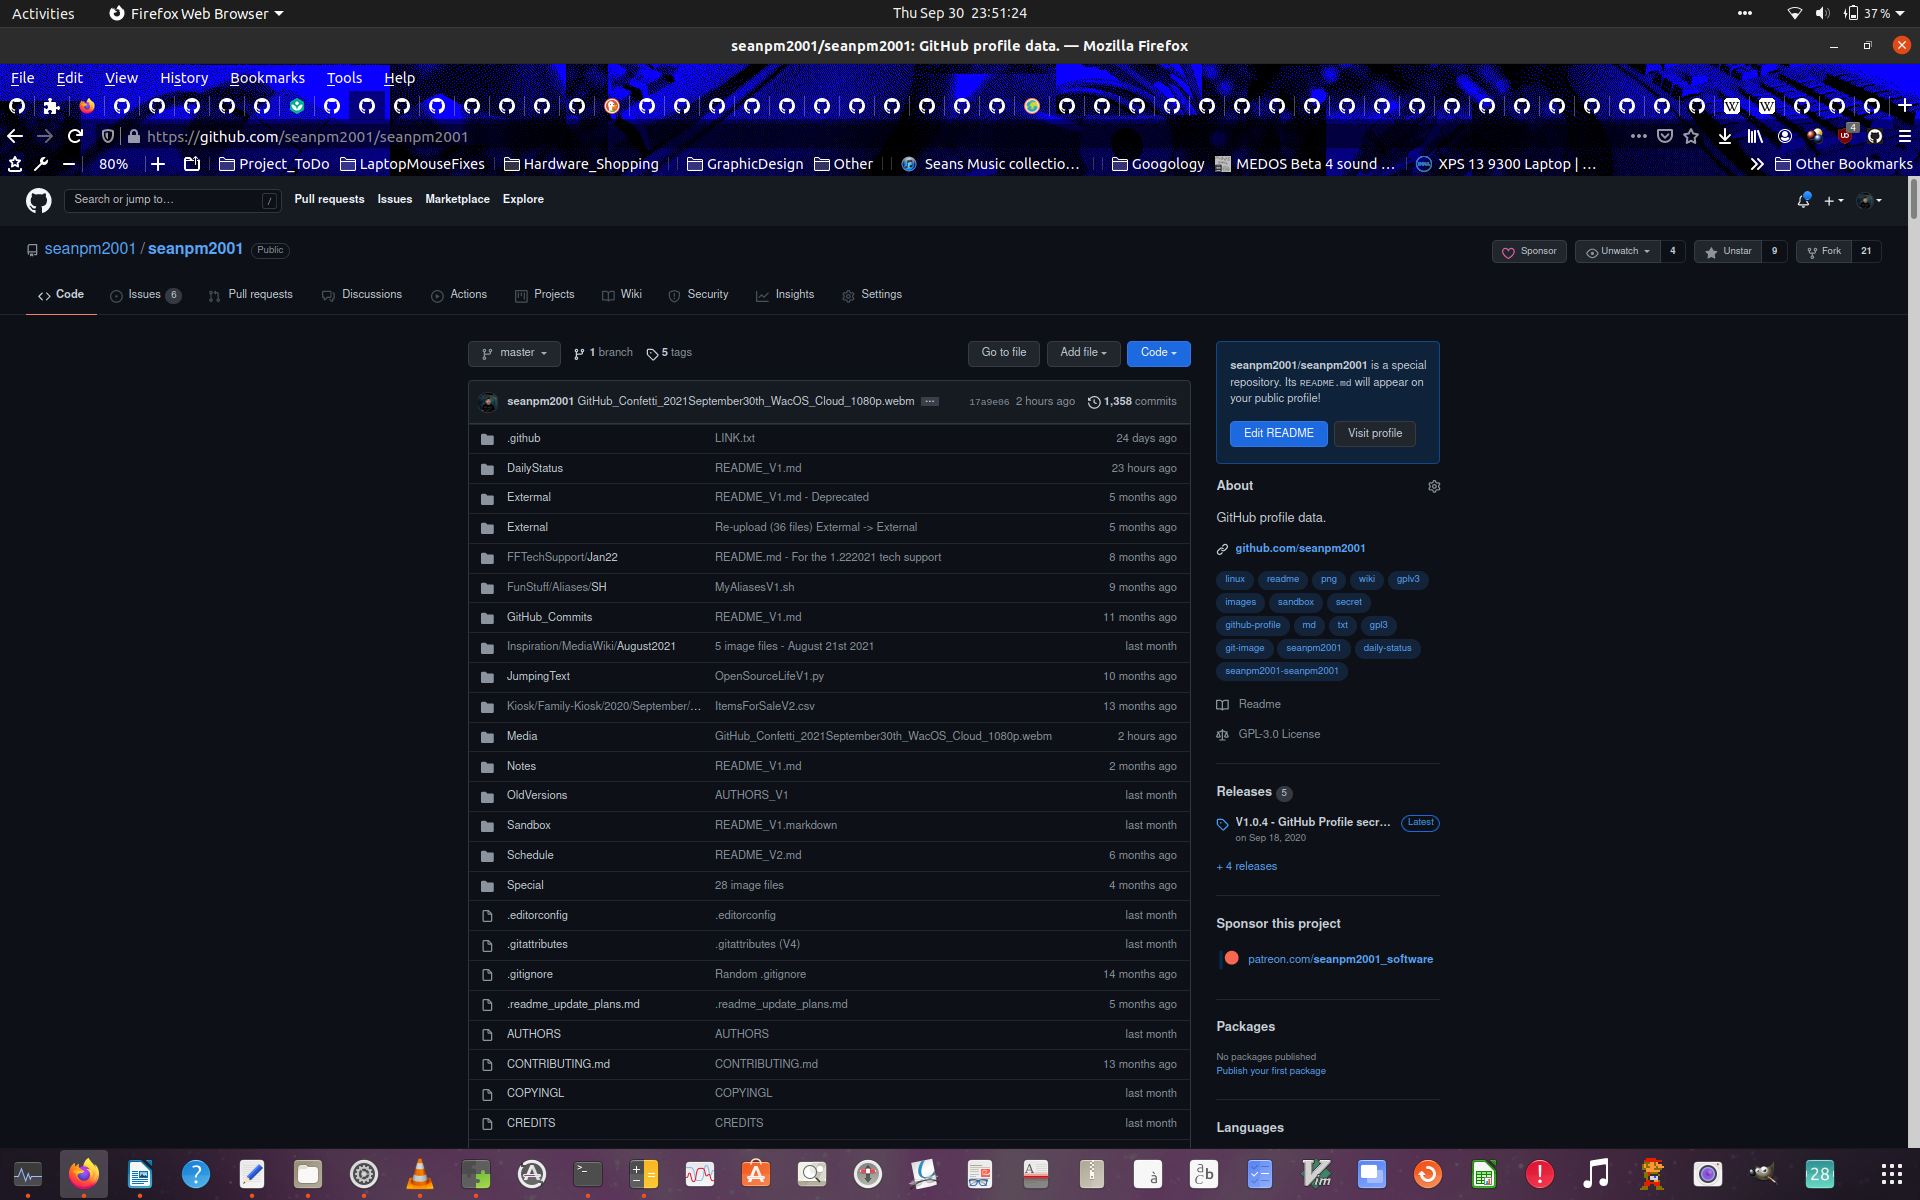 Activities Firefox Web Browser Thu Sep 30 23:51:24 37 %
seanpm2001/seanpm2001: GitHub profile data. — Mozilla Firefox
File Edit View History Bookmarks Tools Help
https://github.com/seanpm2001/seanpm2001 4
80% Project_ToDo LaptopMouseFixes Hardware_Shopping GraphicDesign Other Seans Music collectio… Googology MEDOS Beta 4 sound … XPS 13 9300 Laptop | … Other Bookmarks
Search or jump to… / Pull requests Issues Marketplace Explore
seanpm2001 / seanpm2001 Public Sponsor Unwatch 4 Unstar 9 Fork 21
Code Issues 6 Pull requests Discussions Actions Projects Wiki Security Insights Settings
master 1 branch 5 tags Go to file Add file Code
seanpm2001 GitHub_Confetti_2021September30th_WacOS_Cloud_1080p.webm ... 17a9e06 2 hours ago 1,358 commits
.github LINK.txt 24 days ago
DailyStatus README_V1.md 23 hours ago
Extermal README_V1.md - Deprecated 5 months ago
External Re-upload (36 files) Extermal -> External 5 months ago
FFTechSupport/Jan22 README.md - For the 1.222021 tech support 8 months ago
FunStuff/Aliases/SH MyAliasesV1.sh 9 months ago
GitHub_Commits README_V1.md 11 months ago
Inspiration/MediaWiki/August2021 5 image files - August 21st 2021 last month
JumpingText OpenSourceLifeV1.py 10 months ago
Kiosk/Family-Kiosk/2020/September/… ItemsForSaleV2.csv 13 months ago
Media GitHub_Confetti_2021September30th_WacOS_Cloud_1080p.webm 2 hours ago
Notes README_V1.md 2 months ago
OldVersions AUTHORS_V1 last month
Sandbox README_V1.markdown last month
Schedule README_V2.md 6 months ago
Special 28 image files 4 months ago
.editorconfig .editorconfig last month
.gitattributes .gitattributes (V4) last month
.gitignore Random .gitignore 14 months ago
.readme_update_plans.md .readme_update_plans.md 5 months ago
AUTHORS AUTHORS last month
CONTRIBUTING.md CONTRIBUTING.md 13 months ago
COPYINGL COPYINGL last month
CREDITS CREDITS last month
seanpm2001/seanpm2001 is a special
repository. Its README.md will appear on
your public profile!
Edit README Visit profile
About
GitHub profile data.
github.com/seanpm2001
linux readme png wiki gplv3
images sandbox secret
github-profile md txt gpl3
git-image seanpm2001 daily-status
seanpm2001-seanpm2001
Readme
GPL-3.0 License
Releases 5
V1.0.4 - GitHub Profile secr... Latest
on Sep 18, 2020
+ 4 releases
Sponsor this project
patreon.com/seanpm2001_software
Packages
No packages published
Publish your first package
Languages
28